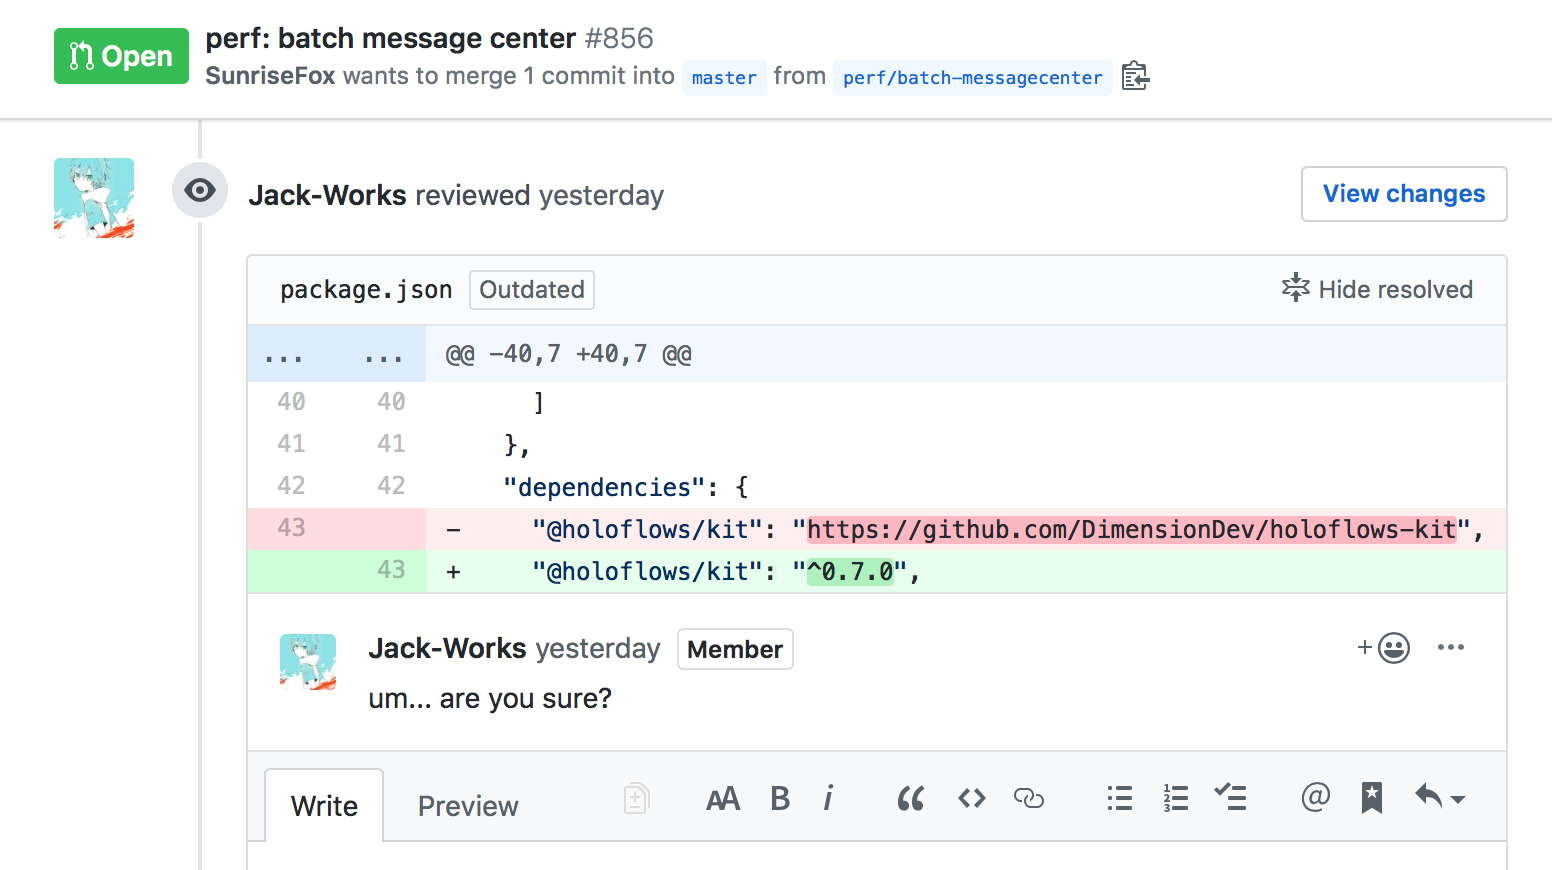 Open
perf: batch message center #856
SunriseFox wants to merge 1 commit into master from perf/batch-messagecenter
Jack-Works reviewed yesterday
View changes
package.json Outdated
Hide resolved
... ... @@ -40,7 +40,7 @@
40 40 ]
41 41 },
42 42 "dependencies": {
43 - "@holoflows/kit": "https://github.com/DimensionDev/holoflows-kit",
43 + "@holoflows/kit": "^0.7.0",
Jack-Works yesterday Member
um... are you sure?
Write Preview